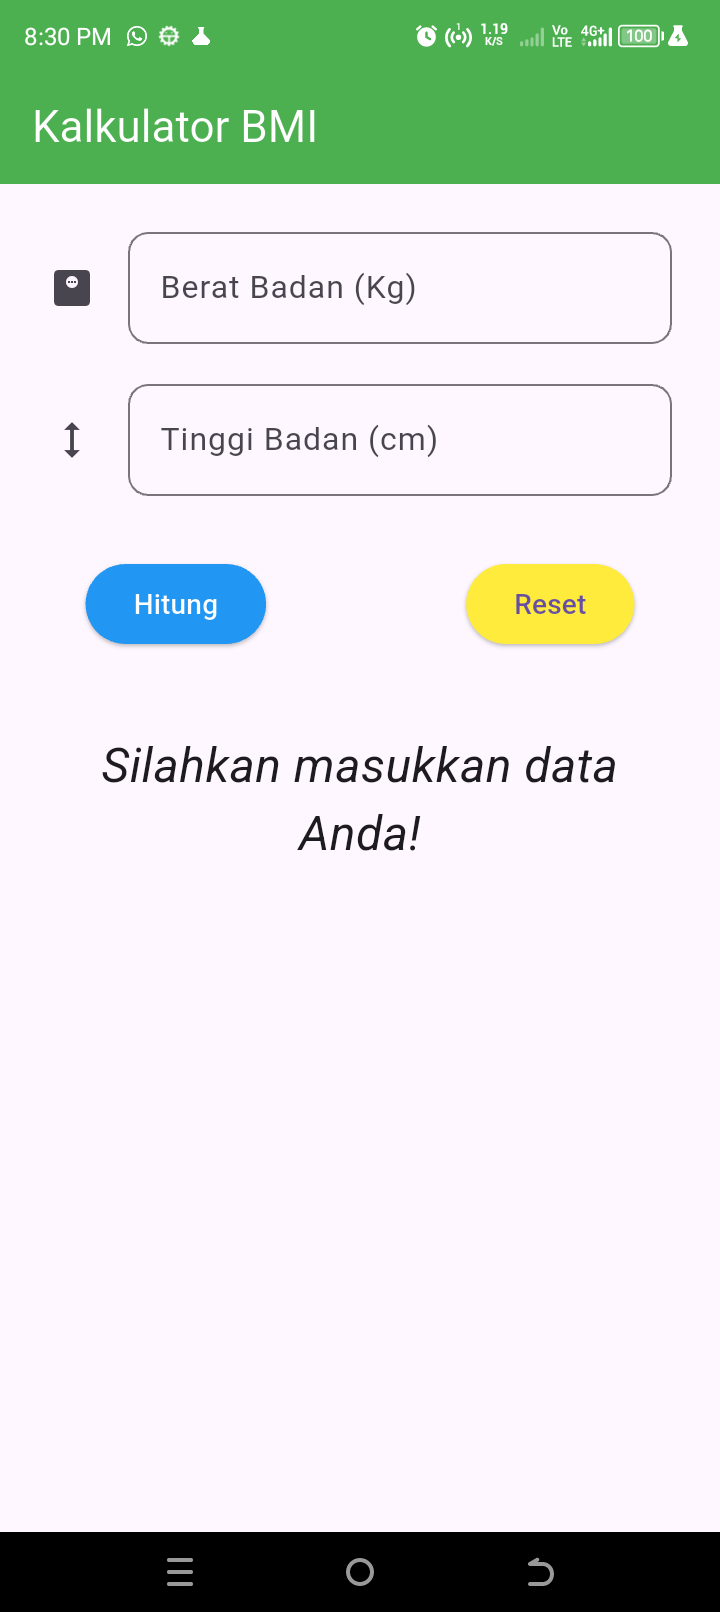 8:30 PM 1 1.19 K/S Vo LTE 4G+ 100
Kalkulator BMI
Berat Badan (Kg)
Tinggi Badan (cm)
Hitung Reset
Silahkan masukkan data
Anda!